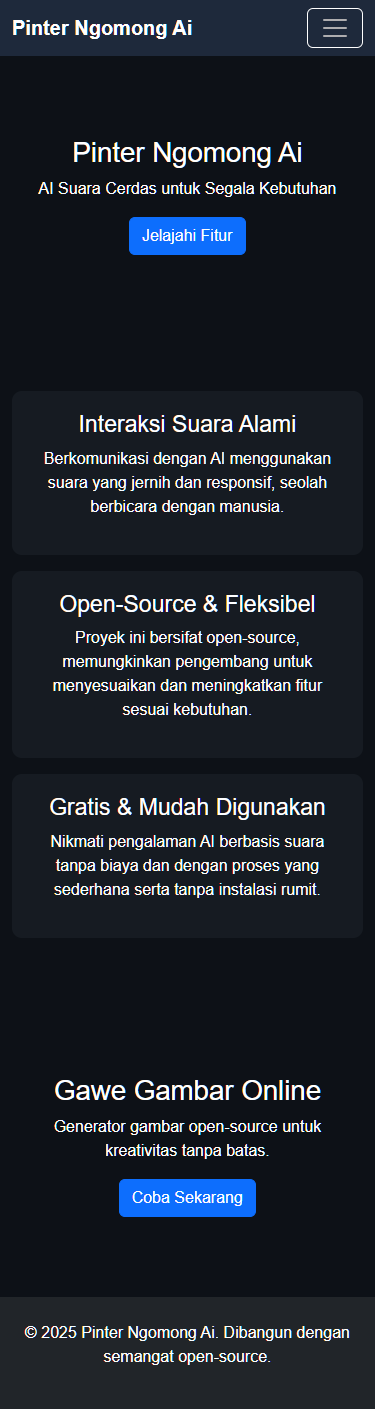 Pinter Ngomong Ai
Pinter Ngomong Ai
AI Suara Cerdas untuk Segala Kebutuhan
Jelajahi Fitur
Interaksi Suara Alami
Berkomunikasi dengan AI menggunakan
suara yang jernih dan responsif, seolah
berbicara dengan manusia.
Open-Source & Fleksibel
Proyek ini bersifat open-source,
memungkinkan pengembang untuk
menyesuaikan dan meningkatkan fitur
sesuai kebutuhan.
Gratis & Mudah Digunakan
Nikmati pengalaman AI berbasis suara
tanpa biaya dan dengan proses yang
sederhana serta tanpa instalasi rumit.
Gawe Gambar Online
Generator gambar open-source untuk
kreativitas tanpa batas.
Coba Sekarang
© 2025 Pinter Ngomong Ai. Dibangun dengan
semangat open-source.